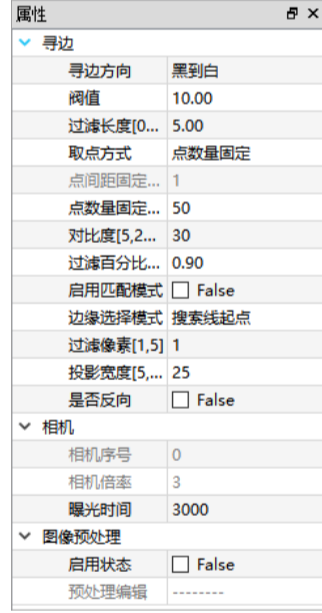 属性
寻边
寻边方向 黑到白
阀值 10.00
过滤长度[0... 5.00
取点方式 点数量固定
点间距固定... 1
点数量固定... 50
对比度[5,2... 30
过滤百分比... 0.90
启用匹配模式 False
边缘选择模式 搜索线起点
过滤像素[1,5] 1
投影宽度[5,... 25
是否反向 False
相机
相机序号 0
相机倍率 3
曝光时间 3000
图像预处理
启用状态 False
预处理编辑 --------